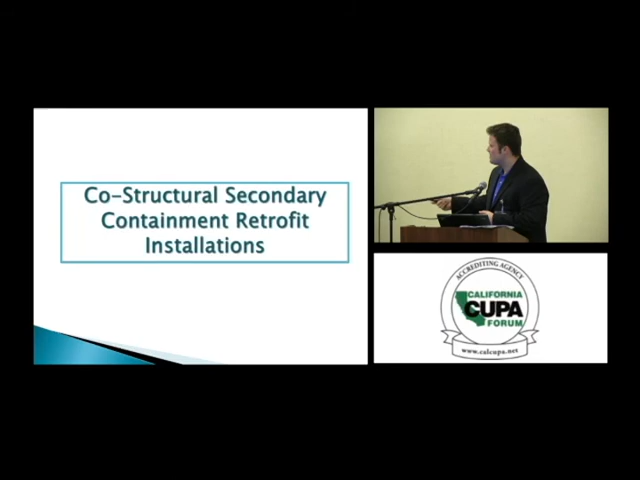 Co-Structural Secondary
Containment Retrofit
Installations
ACCREDITING AGENCY
CALIFORNIA
CUPA
FORUM
www.calcupa.net